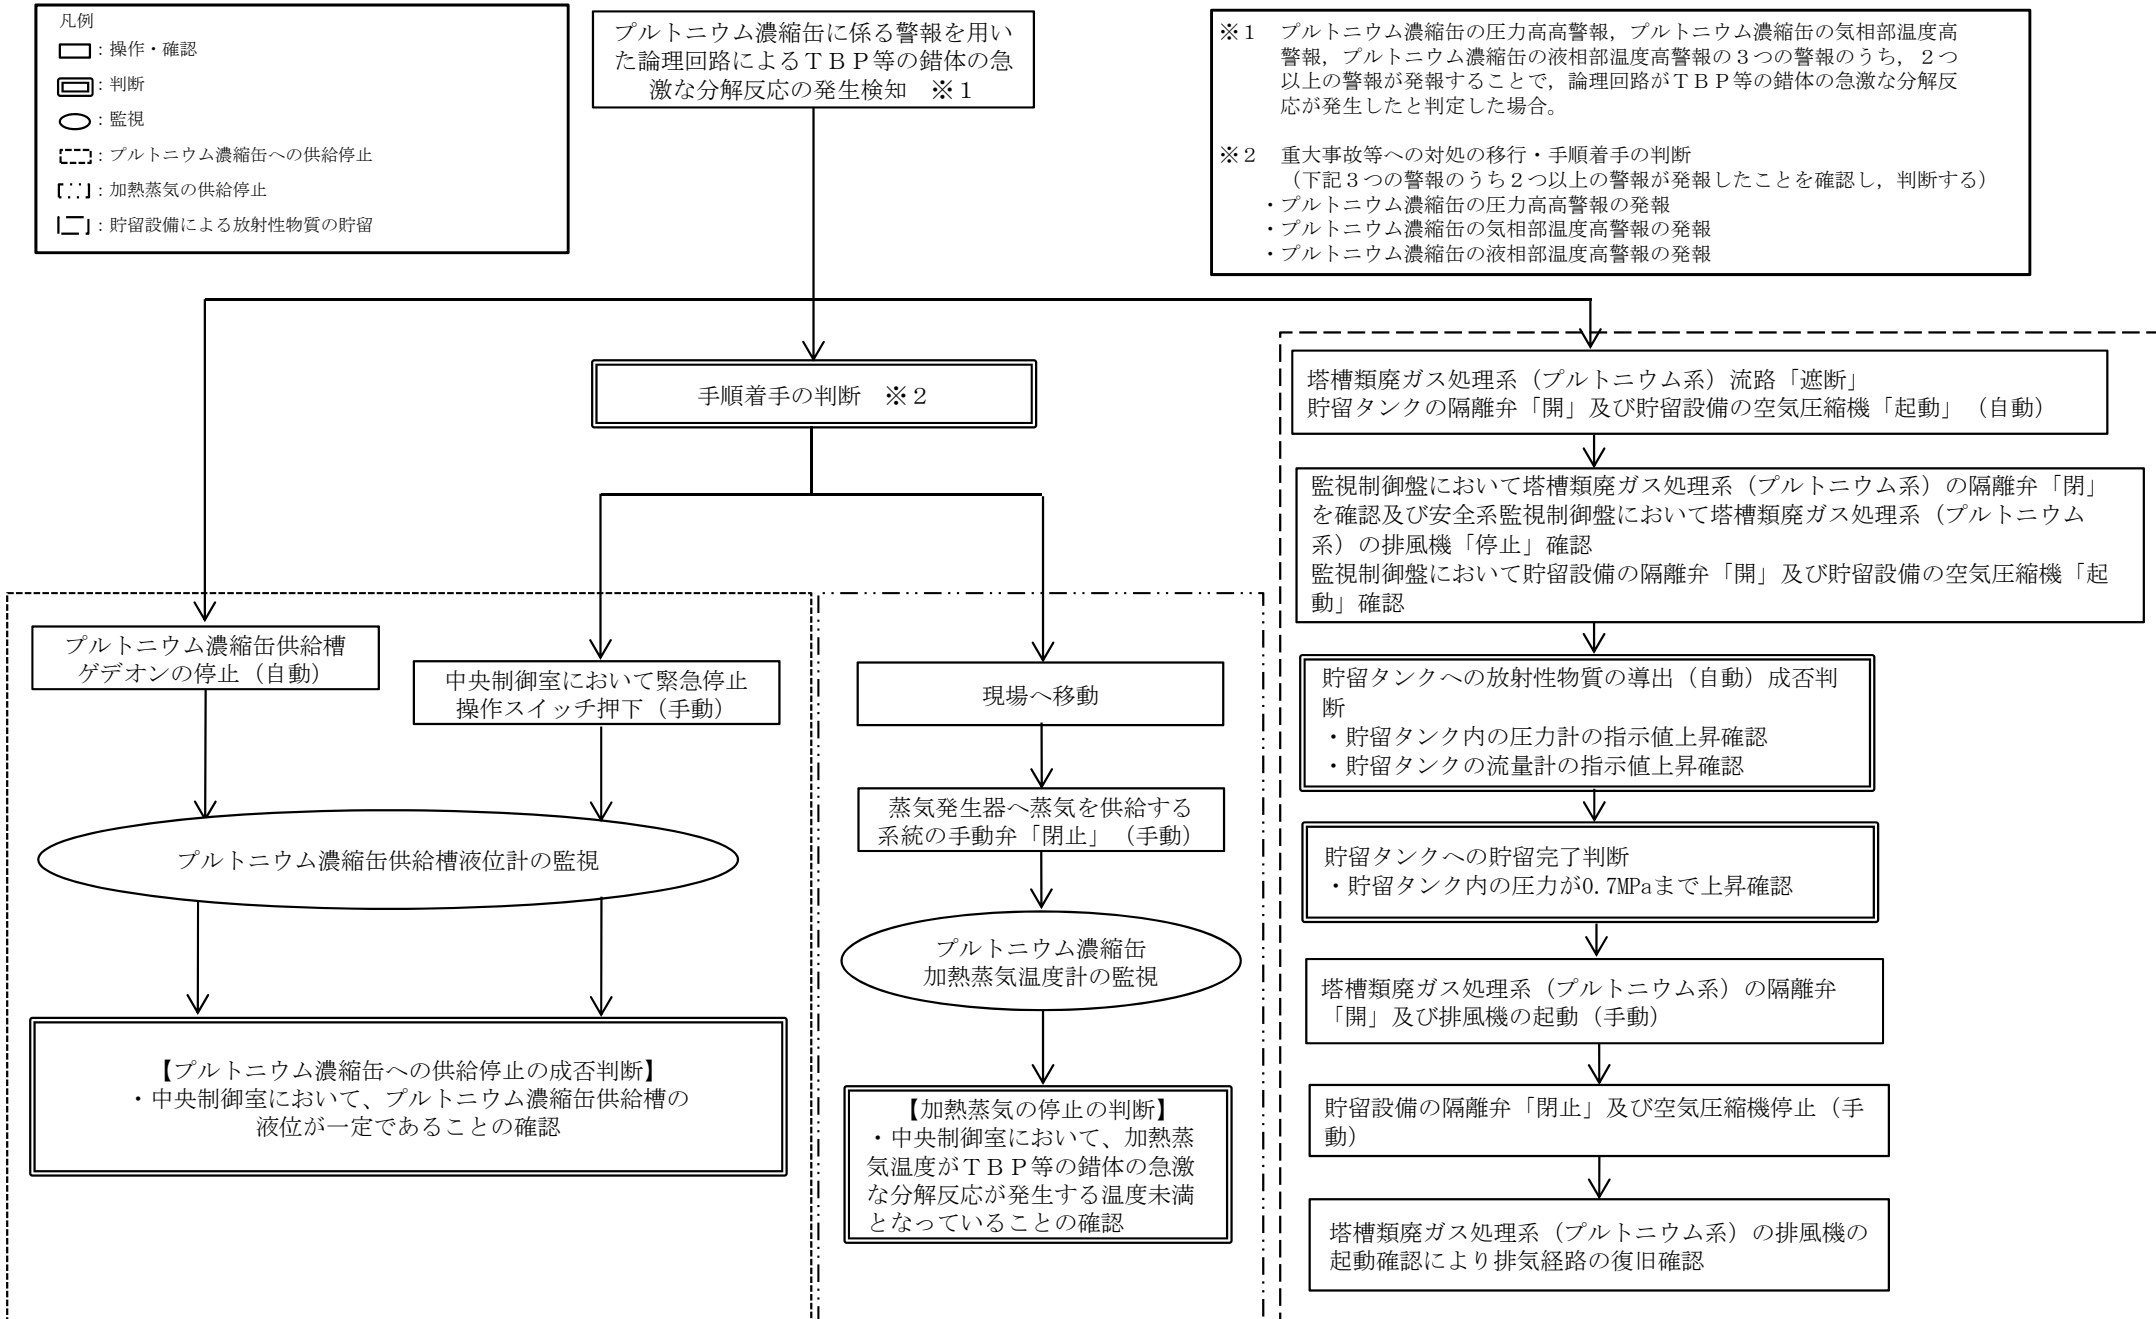 凡例
：操作・確認
：判断
：監視
：プルトニウム濃縮缶への供給停止
：加熱蒸気の供給停止
：貯留設備による放射性物質の貯留
プルトニウム濃縮缶に係る警報を用い
た論理回路によるＴＢＰ等の錯体の急
激な分解反応の発生検知　※１
※１　プルトニウム濃縮缶の圧力高高警報，プルトニウム濃縮缶の気相部温度高
警報，プルトニウム濃縮缶の液相部温度高警報の３つの警報のうち，２つ
以上の警報が発報することで，論理回路がＴＢＰ等の錯体の急激な分解反
応が発生したと判定した場合。
※２　重大事故等への対処の移行・手順着手の判断
（下記３つの警報のうち２つ以上の警報が発報したことを確認し，判断する）
・プルトニウム濃縮缶の圧力高高警報の発報
・プルトニウム濃縮缶の気相部温度高警報の発報
・プルトニウム濃縮缶の液相部温度高警報の発報
手順着手の判断　※２
プルトニウム濃縮缶供給槽
ゲデオンの停止（自動）
中央制御室において緊急停止
操作スイッチ押下（手動）
プルトニウム濃縮缶供給槽液位計の監視
【プルトニウム濃縮缶への供給停止の成否判断】
・中央制御室において、プルトニウム濃縮缶供給槽の
液位が一定であることの確認
現場へ移動
蒸気発生器へ蒸気を供給する
系統の手動弁「閉止」（手動）
プルトニウム濃縮缶
加熱蒸気温度計の監視
【加熱蒸気の停止の判断】
・中央制御室において、加熱蒸
気温度がＴＢＰ等の錯体の急激
な分解反応が発生する温度未満
となっていることの確認
塔槽類廃ガス処理系（プルトニウム系）流路「遮断」
貯留タンクの隔離弁「開」及び貯留設備の空気圧縮機「起動」（自動）
監視制御盤において塔槽類廃ガス処理系（プルトニウム系）の隔離弁「閉」
を確認及び安全系監視制御盤において塔槽類廃ガス処理系（プルトニウム
系）の排風機「停止」確認
監視制御盤において貯留設備の隔離弁「開」及び貯留設備の空気圧縮機「起
動」確認
貯留タンクへの放射性物質の導出（自動）成否判
断
・貯留タンク内の圧力計の指示値上昇確認
・貯留タンクの流量計の指示値上昇確認
貯留タンクへの貯留完了判断
・貯留タンク内の圧力が0.7MPaまで上昇確認
塔槽類廃ガス処理系（プルトニウム系）の隔離弁
「開」及び排風機の起動（手動）
貯留設備の隔離弁「閉止」及び空気圧縮機停止（手
動）
塔槽類廃ガス処理系（プルトニウム系）の排風機の
起動確認により排気経路の復旧確認